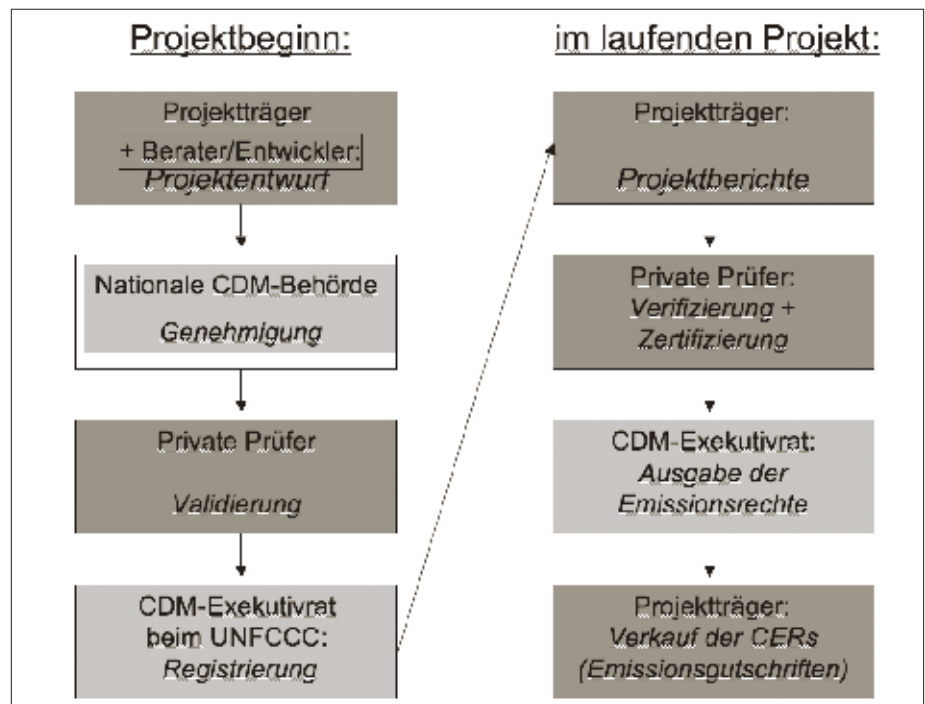 Projektbeginn:
Projektträger
+ Berater/Entwickler:
Projektentwurf
Nationale CDM-Behörde
Genehmigung
Private Prüfer
Validierung
CDM-Exekutivrat
beim UNFCCC:
Registrierung
im laufenden Projekt:
Projektträger:
Projektberichte
Private Prüfer:
Verifizierung +
Zertifizierung
CDM-Exekutivrat:
Ausgabe der
Emissionsrechte
Projektträger:
Verkauf der CERs
(Emissionsgutschriften)